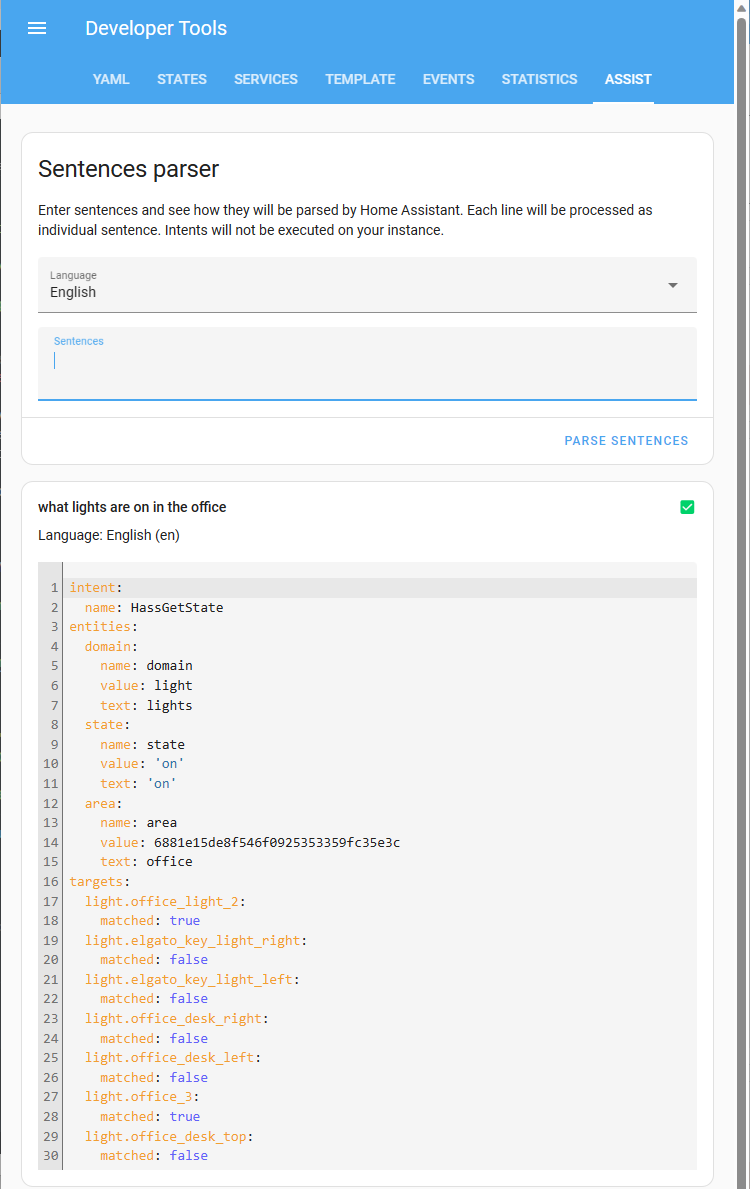 Developer Tools
YAML STATES SERVICES TEMPLATE EVENTS STATISTICS ASSIST
Sentences parser
Enter sentences and see how they will be parsed by Home Assistant. Each line will be processed as
individual sentence. Intents will not be executed on your instance.
Language
English
Sentences
PARSE SENTENCES
what lights are on in the office
Language: English (en)
1 intent:
2   name: HassGetState
3 entities:
4   domain:
5     name: domain
6     value: light
7     text: lights
8   state:
9     name: state
10     value: 'on'
11     text: 'on'
12   area:
13     name: area
14     value: 6881e15de8f546f0925353359fc35e3c
15     text: office
16 targets:
17   light.office_light_2:
18     matched: true
19   light.elgato_key_light_right:
20     matched: false
21   light.elgato_key_light_left:
22     matched: false
23   light.office_desk_right:
24     matched: false
25   light.office_desk_left:
26     matched: false
27   light.office_3:
28     matched: true
29   light.office_desk_top:
30     matched: false